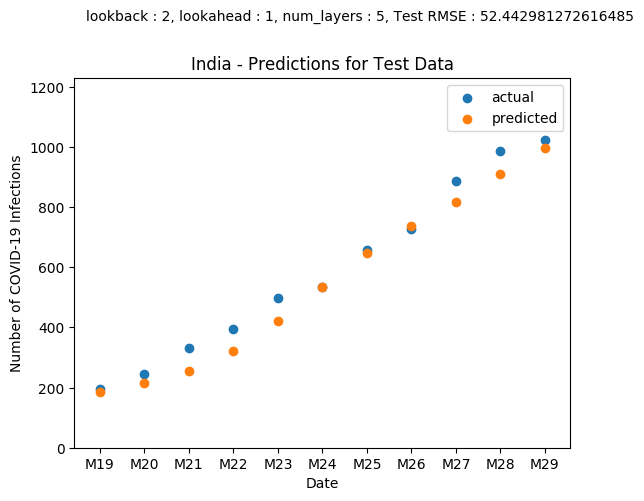 lookback : 2, lookahead : 1, num_layers : 5, Test RMSE : 52.442981272616485
India - Predictions for Test Data
actual
predicted
Number of COVID-19 Infections
1200
1000
800
600
400
200
0
M19 M20 M21 M22 M23 M24 M25 M26 M27 M28 M29
Date